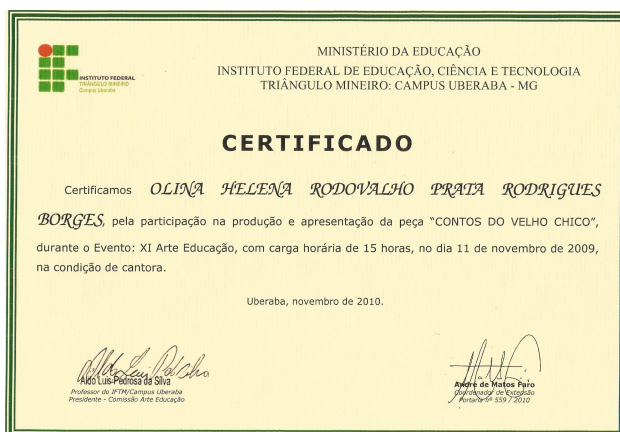 INSTITUTO FEDERAL
TRIÂNGULO MINEIRO
Campus Uberaba
MINISTÉRIO DA EDUCAÇÃO
INSTITUTO FEDERAL DE EDUCAÇÃO, CIÊNCIA E TECNOLOGIA
TRIÂNGULO MINEIRO: CAMPUS UBERABA - MG
CERTIFICADO
Certificamos OLINA HELENA RODOVALHO PRATA RODRIGUES
BORGES, pela participação na produção e apresentação da peça “CONTOS DO VELHO CHICO”,
durante o Evento: XI Arte Educação, com carga horária de 15 horas, no dia 11 de novembro de 2009,
na condição de cantora.
Uberaba, novembro de 2010.
Aldo Luis Pedrosa da Silva
Professor do IFTM/Campus Uberaba
Presidente - Comissão Arte Educação
André de Matos Faro
Coordenador de Extensão
Portaria nº 559 / 2010